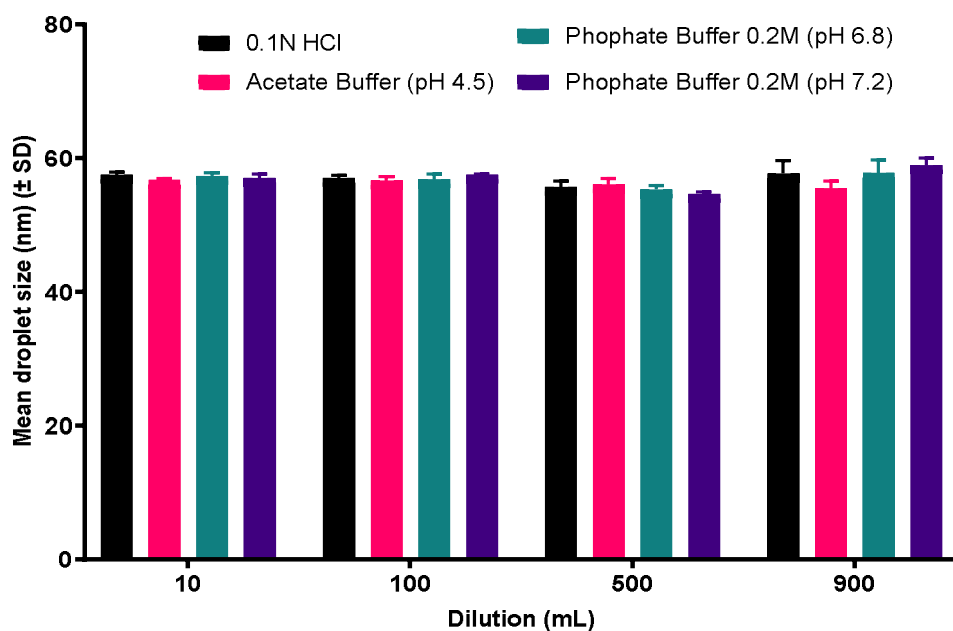 80
60
40
20
0
Mean droplet size (nm) (± SD)
0.1N HCl
Acetate Buffer (pH 4.5)
Phophate Buffer 0.2M (pH 6.8)
Phophate Buffer 0.2M (pH 7.2)
10
100
500
900
Dilution (mL)